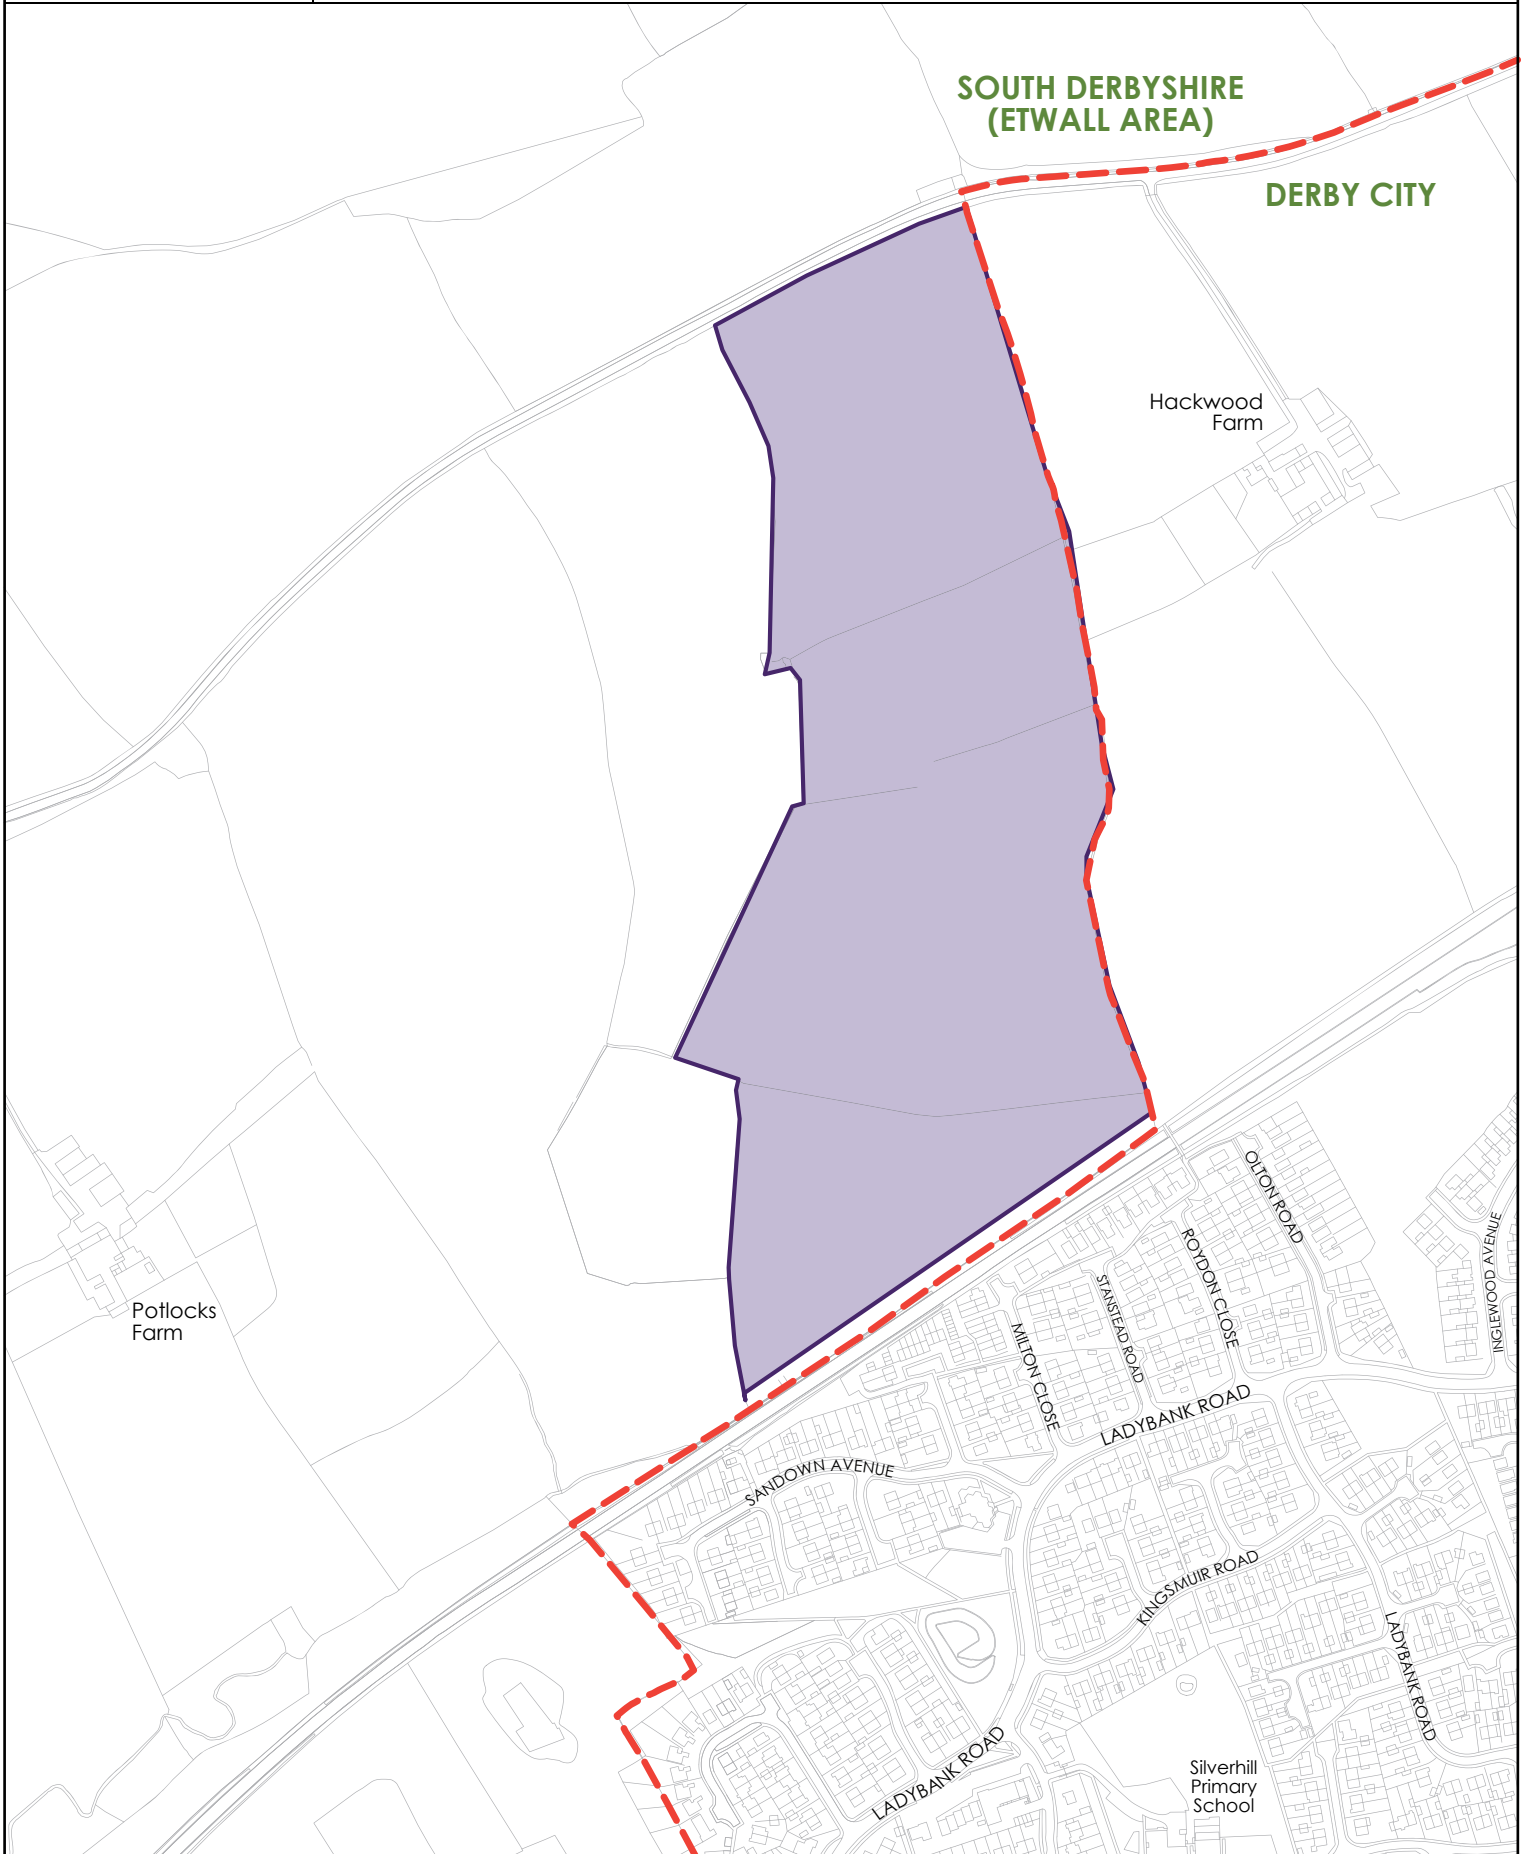 SOUTH DERBYSHIRE
(ETWALL AREA)
DERBY CITY
Hackwood
Farm
OLTON ROAD
ROYDON CLOSE
INGLEWOOD AVENUE
STANSTEAD ROAD
MILTON CLOSE
Potlocks
Farm
LADYBANK ROAD
SANDOWN AVENUE
KINGSMUIR ROAD
LADYBANK ROAD
LADYBANK ROAD
Silverhill
Primary
School